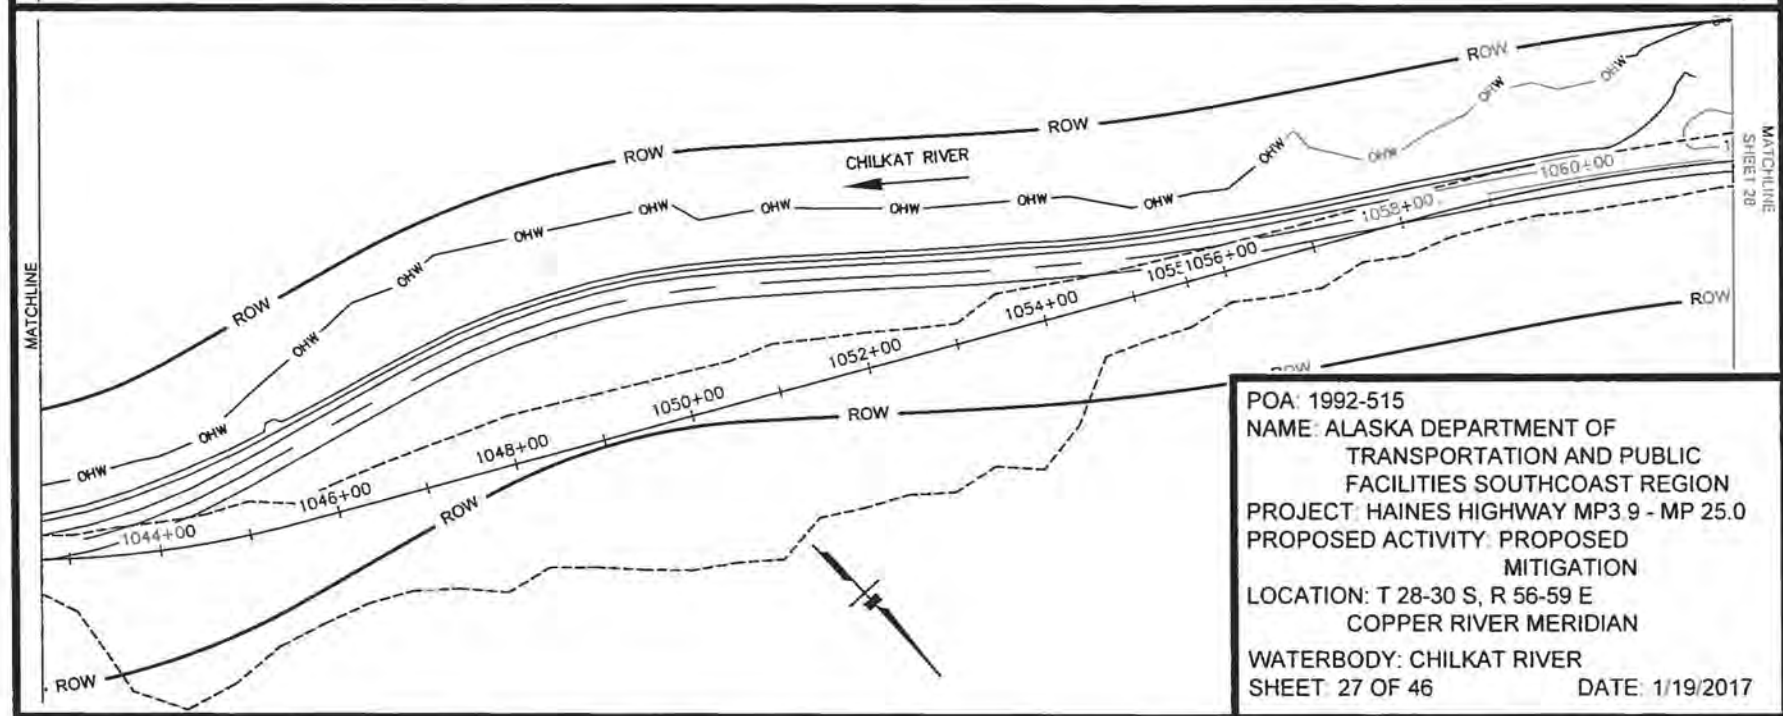 ROW
OHW
OHW
OHW
ROW
CHILKAT RIVER
ROW
OHW
OHW
OHW
OHW
OHW
OHW
OHW
ROW
OHW
OHW
OHW
OHW
MATCHLINE
MATCHLINE
SHEET 28
1044+00
1046+00
1048+00
1050+00
1052+00
1054+00
1056+00
1058+00
1060+00
ROW
ROW
ROW
ROW
ROW
POA: 1992-515
NAME: ALASKA DEPARTMENT OF
TRANSPORTATION AND PUBLIC
FACILITIES SOUTHCOAST REGION
PROJECT: HAINES HIGHWAY MP3.9 - MP 25.0
PROPOSED ACTIVITY: PROPOSED
MITIGATION
LOCATION: T 28-30 S, R 56-59 E
COPPER RIVER MERIDIAN
WATERBODY: CHILKAT RIVER
SHEET: 27 OF 46 DATE: 1/19/2017